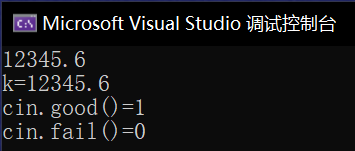 Microsoft Visual Studio 调试控制台
12345.6
k=12345.6
cin.good()=1
cin.fail()=0